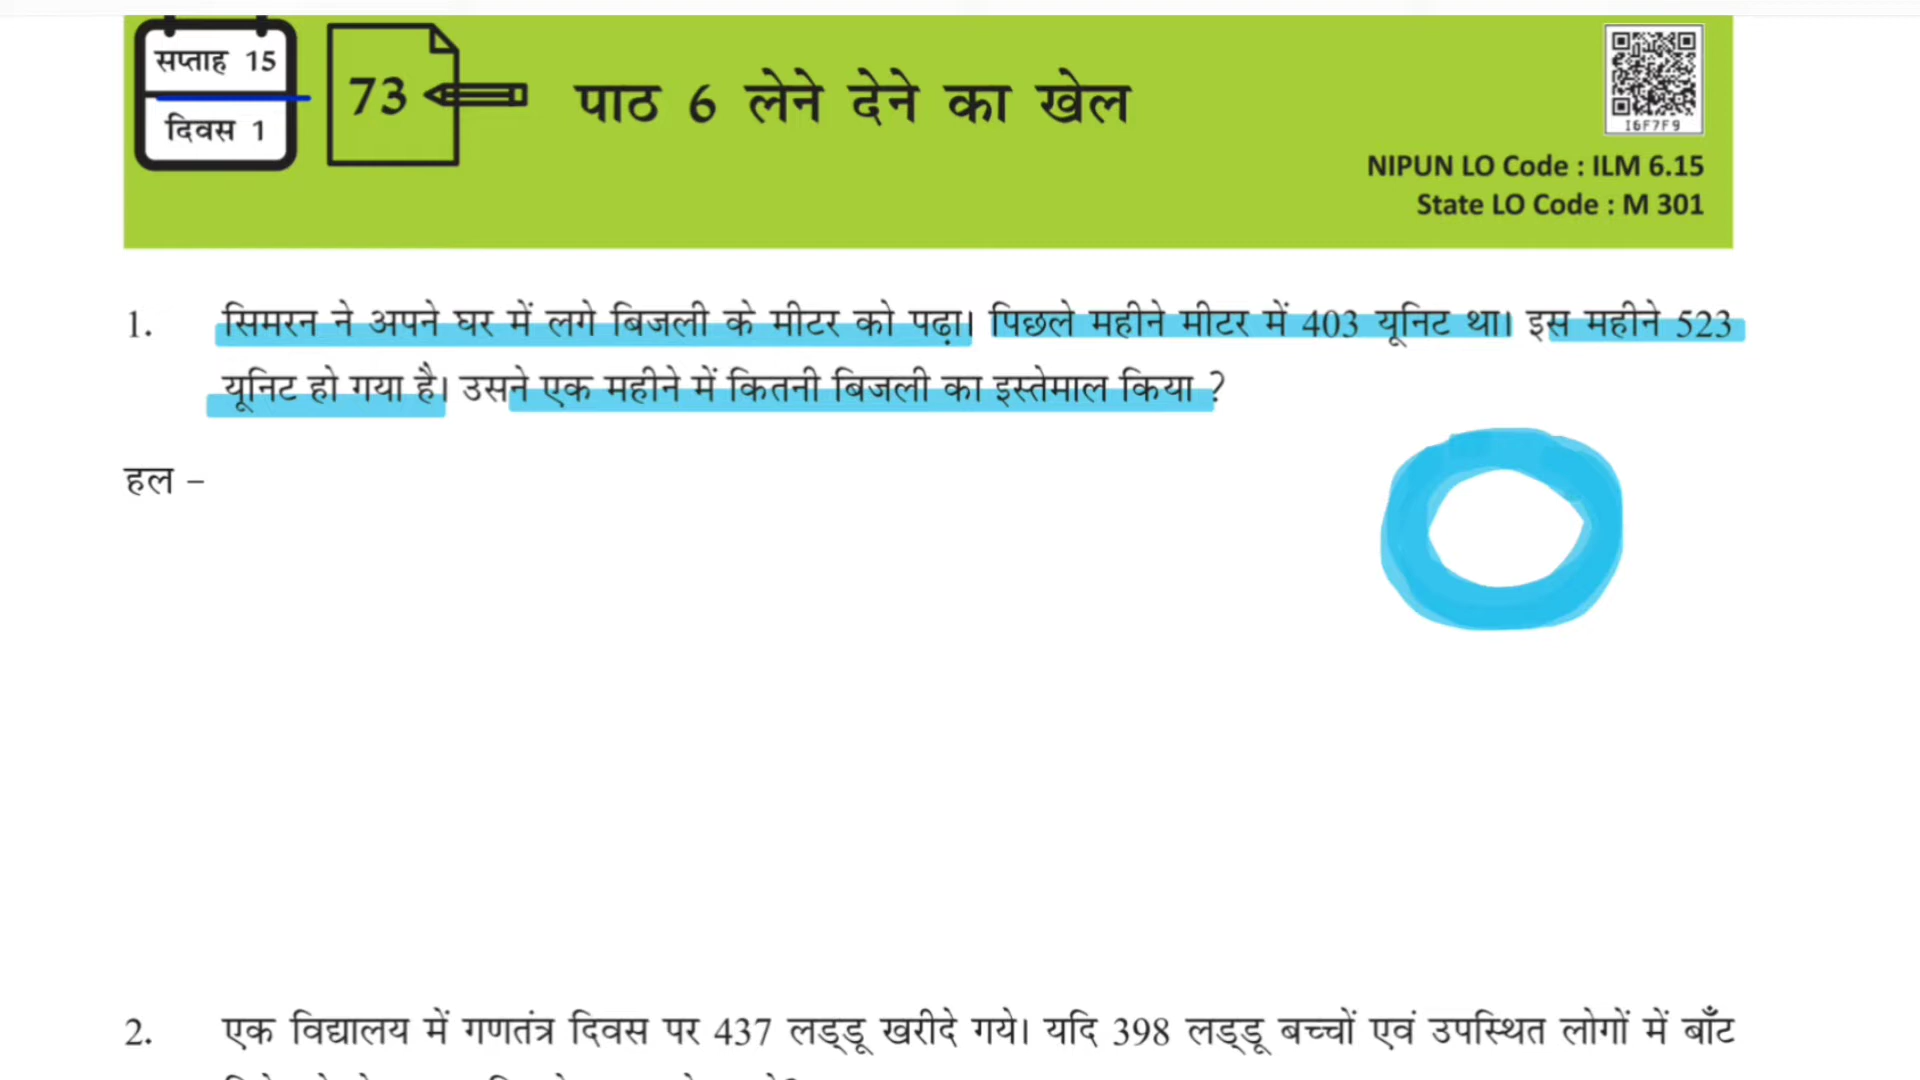 सप्ताह 15
दिवस 1
73
पाठ 6 लेने देने का खेल
I6F7F9
NIPUN LO Code : ILM 6.15
State LO Code : M 301
1. सिमरन ने अपने घर में लगे बिजली के मीटर को पढ़ा। पिछले महीने मीटर में 403 यूनिट था। इस महीने 523
यूनिट हो गया है। उसने एक महीने में कितनी बिजली का इस्तेमाल किया ?
हल –
2. एक विद्यालय में गणतंत्र दिवस पर 437 लड्डू खरीदे गये। यदि 398 लड्डू बच्चों एवं उपस्थित लोगों में बाँट